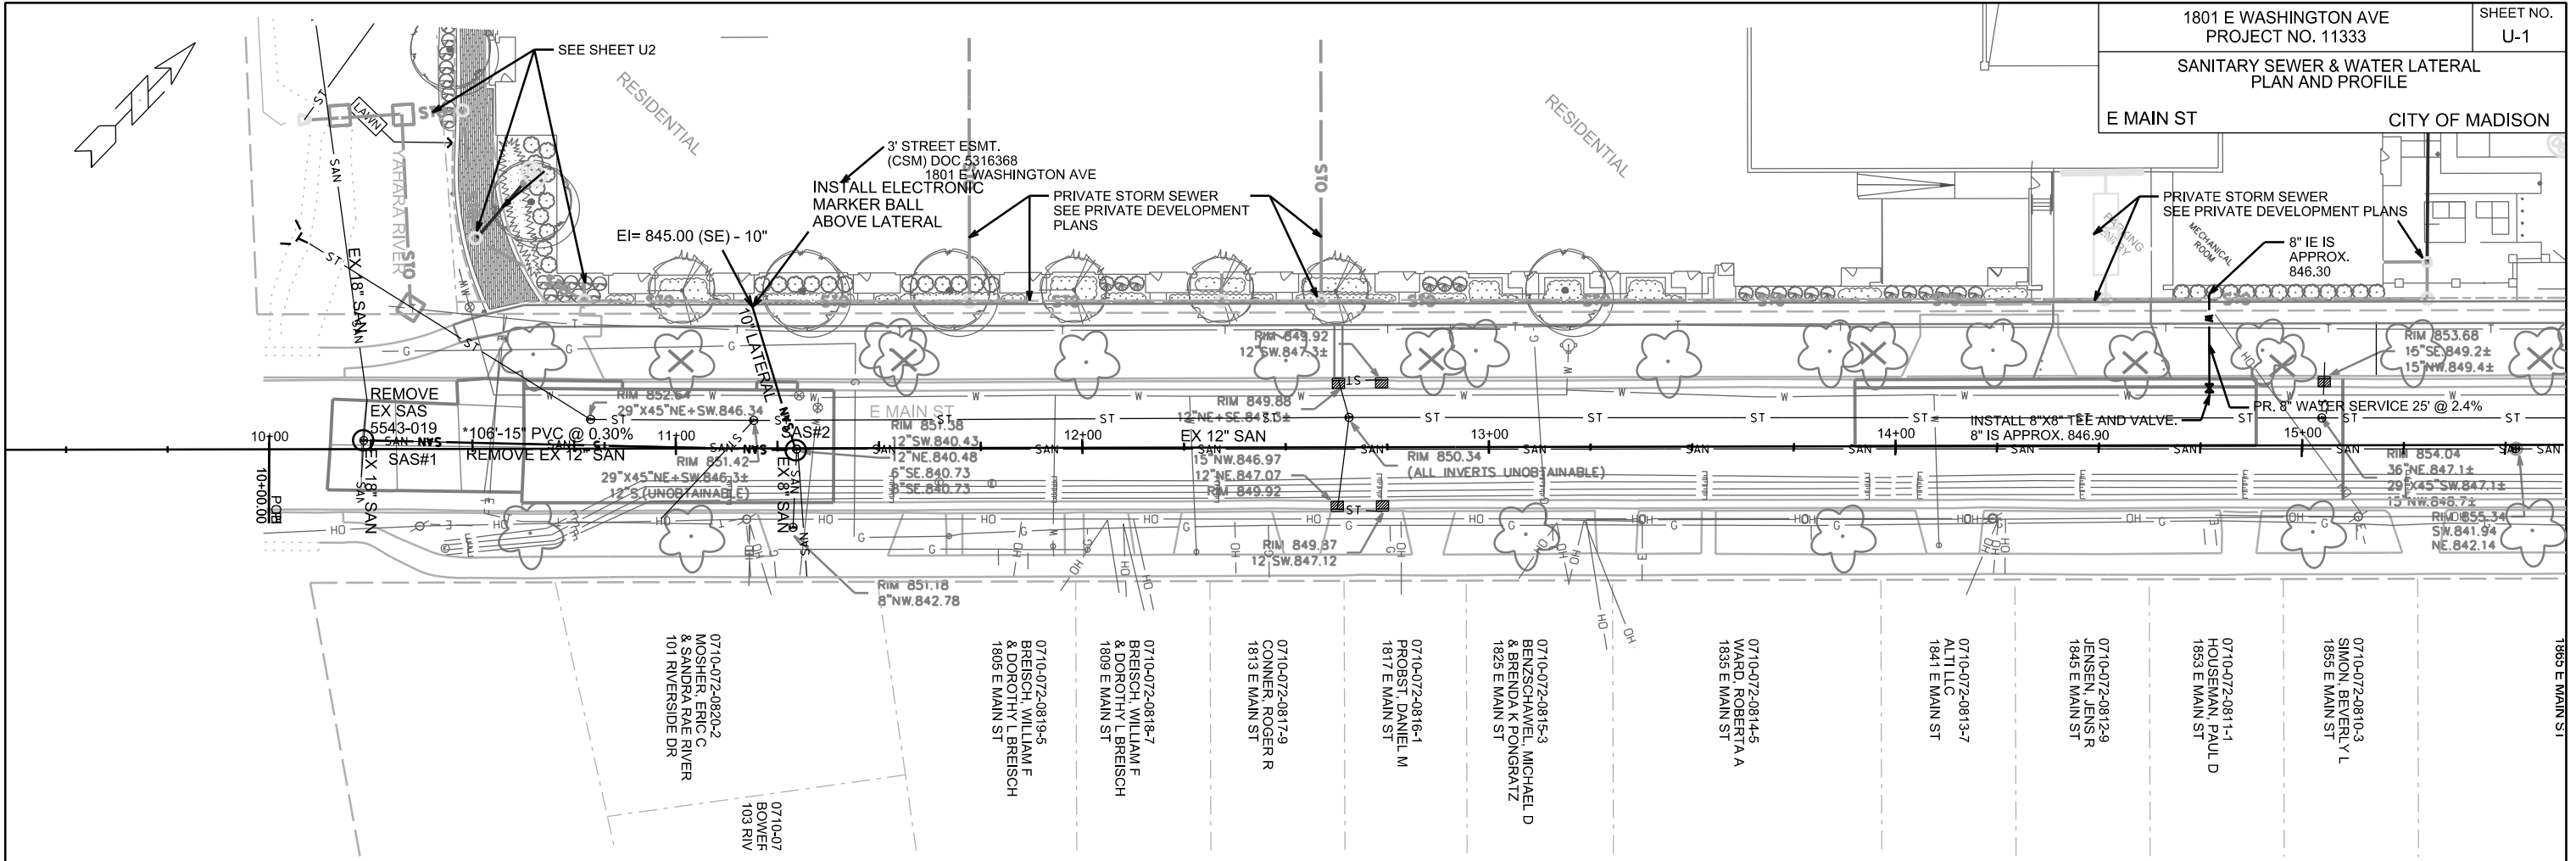 1801 E WASHINGTON AVE
PROJECT NO. 11333
SHEET NO.
U-1
SANITARY SEWER & WATER LATERAL
PLAN AND PROFILE
E MAIN ST
CITY OF MADISON
SEE SHEET U2
RESIDENTIAL
RESIDENTIAL
LAWN
YAHARA RIVER
3' STREET ESMT.
(CSM) DOC 5316368
1801 E WASHINGTON AVE
INSTALL ELECTRONIC
MARKER BALL
ABOVE LATERAL
PRIVATE STORM SEWER
SEE PRIVATE DEVELOPMENT
PLANS
EI= 845.00 (SE) - 10"
10" LATERAL
PRIVATE STORM SEWER
SEE PRIVATE DEVELOPMENT PLANS
PARKING
ENTRY
MECHANICAL
ROOM
8" IE IS
APPROX.
846.30
EX 18" SAN
EX 18" SAN
REMOVE
EX SAS
5543-019
SAS#1
*106'-15" PVC @ 0.30%
REMOVE EX 12" SAN
RIM 852.64
29"X45"NE+SW.846.34
RIM 851.42
29"X45"NE+SW.846.3±
12"S (UNOBTAINABLE)
SAS#2
EX 8" SAN
E MAIN ST
RIM 851.38
12"SW.840.43
12"NE.840.48
6"SE.840.73
8"SE.840.73
RIM 851.18
8"NW.842.78
RIM 849.92
12"SW.847.3±
RIM 849.88
12"NE+SE.847.3±
EX 12" SAN
15"NW.846.97
12"NE.847.07
RIM 849.92
RIM 849.87
12"SW.847.12
RIM 850.34
(ALL INVERTS UNOBTAINABLE)
INSTALL 8"X8" TEE AND VALVE.
8" IS APPROX. 846.90
PR. 8" WATER SERVICE 25' @ 2.4%
RIM 853.68
15"SE.849.2±
15"NW.849.4±
RIM 854.04
36"NE.847.1±
29"X45"SW.847.1±
15"NW.848.7±
RIM 855.34
SW.841.94
NE.842.14
10+00
11+00
12+00
13+00
14+00
15+00
10+00.00
POB
0710-072-0820-2
MOSHER, ERIC C
& SANDRA RAE RIVER
101 RIVERSIDE DR
0710-07
BOWER
103 RIV
0710-072-0819-5
BREISCH, WILLIAM F
& DOROTHY L BREISCH
1805 E MAIN ST
0710-072-0818-7
BREISCH, WILLIAM F
& DOROTHY L BREISCH
1809 E MAIN ST
0710-072-0817-9
CONNER, ROGER R
1813 E MAIN ST
0710-072-0816-1
PROBST, DANIEL M
1817 E MAIN ST
0710-072-0815-3
BENZSCHAWEL, MICHAEL D
& BRENDA K PONGRATZ
1825 E MAIN ST
0710-072-0814-5
WARD, ROBERTA A
1835 E MAIN ST
0710-072-0813-7
ALTI LLC
1841 E MAIN ST
0710-072-0812-9
JENSEN, JENS R
1845 E MAIN ST
0710-072-0811-1
HOUSEMAN, PAUL D
1853 E MAIN ST
0710-072-0810-3
SIMON, BEVERLY L
1855 E MAIN ST
1865 E MAIN ST